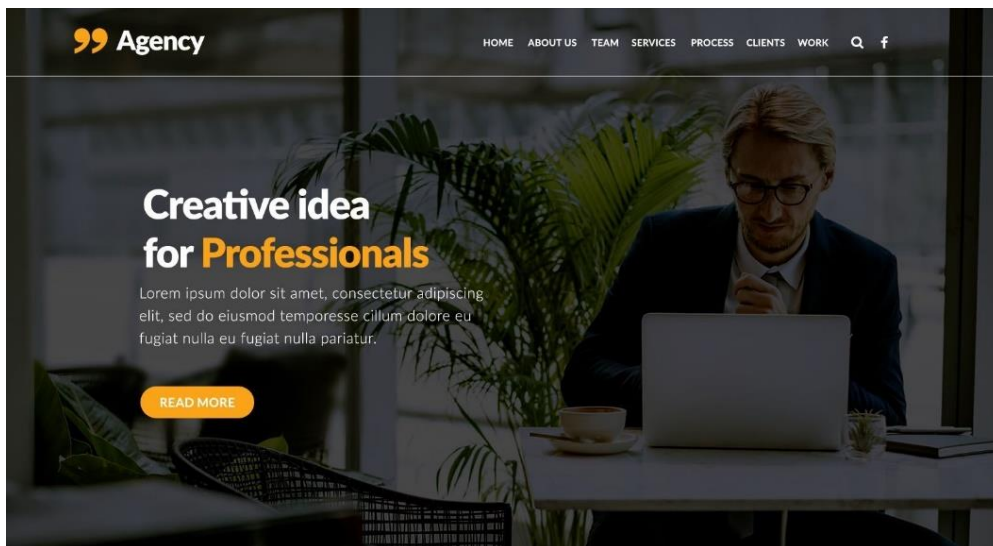 Agency
HOME ABOUT US TEAM SERVICES PROCESS CLIENTS WORK
Creative idea
for Professionals
Lorem ipsum dolor sit amet, consectetur adipiscing
elit, sed do eiusmod temporesse cillum dolore eu
fugiat nulla eu fugiat nulla pariatur.
READ MORE